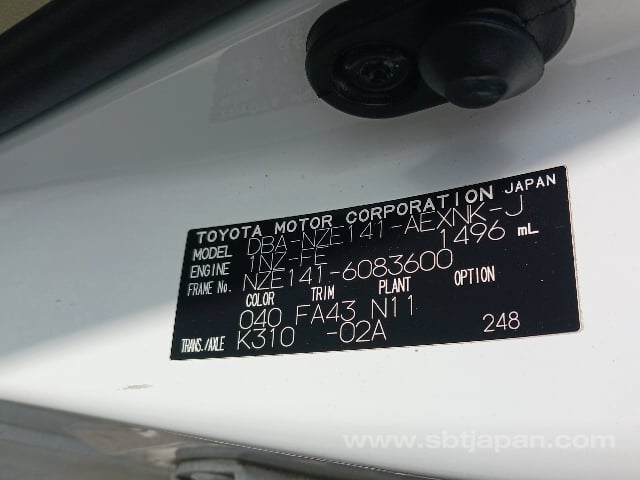 TOYOTA MOTOR CORPORATION JAPAN
MODEL DBA-NZE141-AEXNK-J
ENGINE 1NZ-FE 1496 mL
FRAME No. NZE141-6083600
COLOR TRIM PLANT OPTION
040 FA43 N11
TRANS./AXLE K310 -02A 248
www.sbtjapan.com